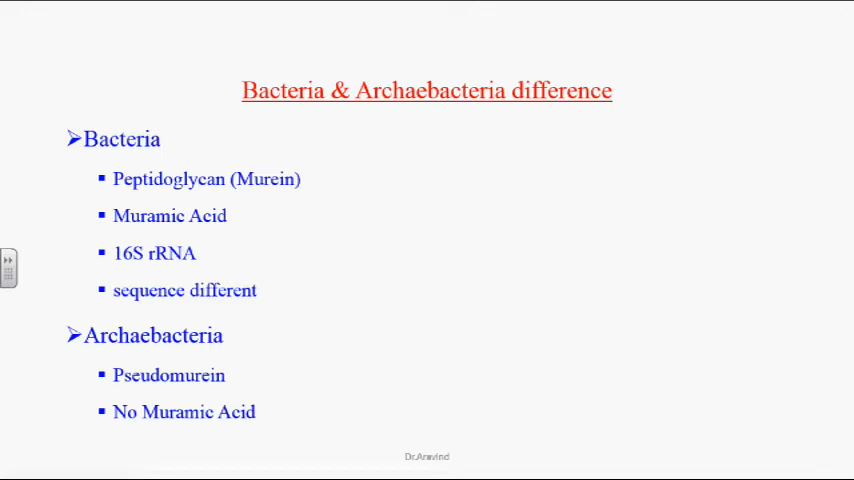 Bacteria & Archaebacteria difference
➢Bacteria
▪ Peptidoglycan (Murein)
▪ Muramic Acid
▪ 16S rRNA
▪ sequence different
➢Archaebacteria
▪ Pseudomurein
▪ No Muramic Acid
Dr.Aravind